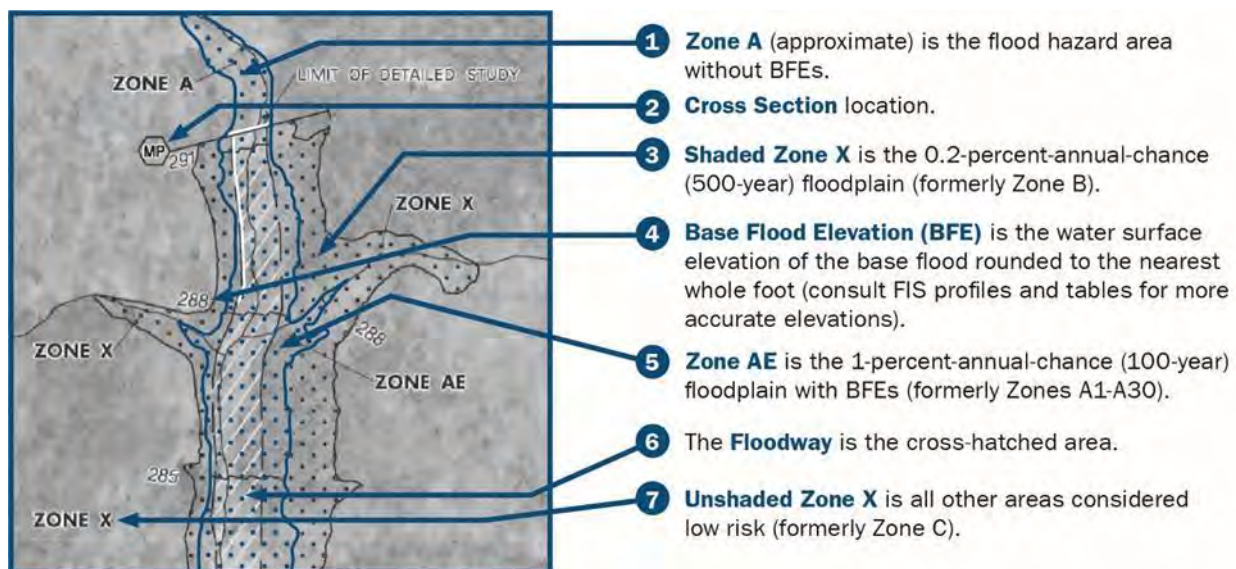 ZONE A
LIMIT OF DETAILED STUDY
MP
291
ZONE X
288
288
ZONE X
ZONE AE
285
ZONE X
1 Zone A (approximate) is the flood hazard area
without BFEs.
2 Cross Section location.
3 Shaded Zone X is the 0.2-percent-annual-chance
(500-year) floodplain (formerly Zone B).
4 Base Flood Elevation (BFE) is the water surface
elevation of the base flood rounded to the nearest
whole foot (consult FIS profiles and tables for more
accurate elevations).
5 Zone AE is the 1-percent-annual-chance (100-year)
floodplain with BFEs (formerly Zones A1-A30).
6 The Floodway is the cross-hatched area.
7 Unshaded Zone X is all other areas considered
low risk (formerly Zone C).